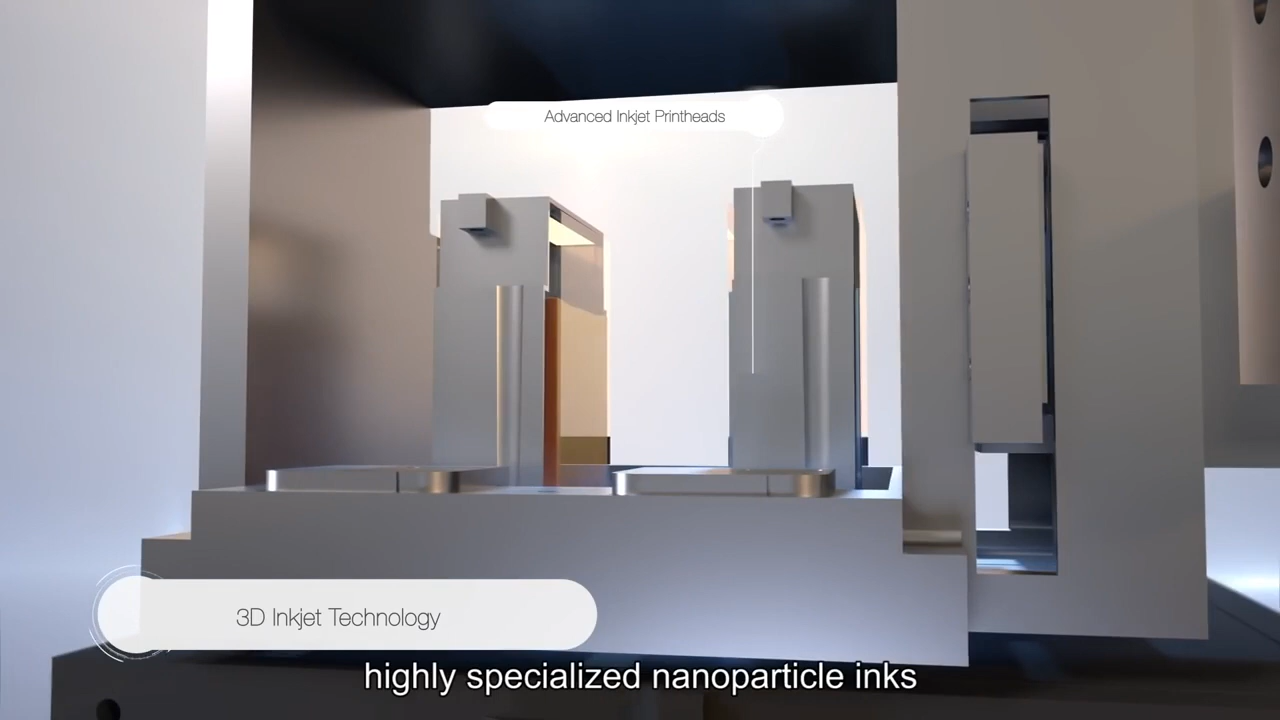 Advanced Inkjet Printheads
3D Inkjet Technology
highly specialized nanoparticle inks